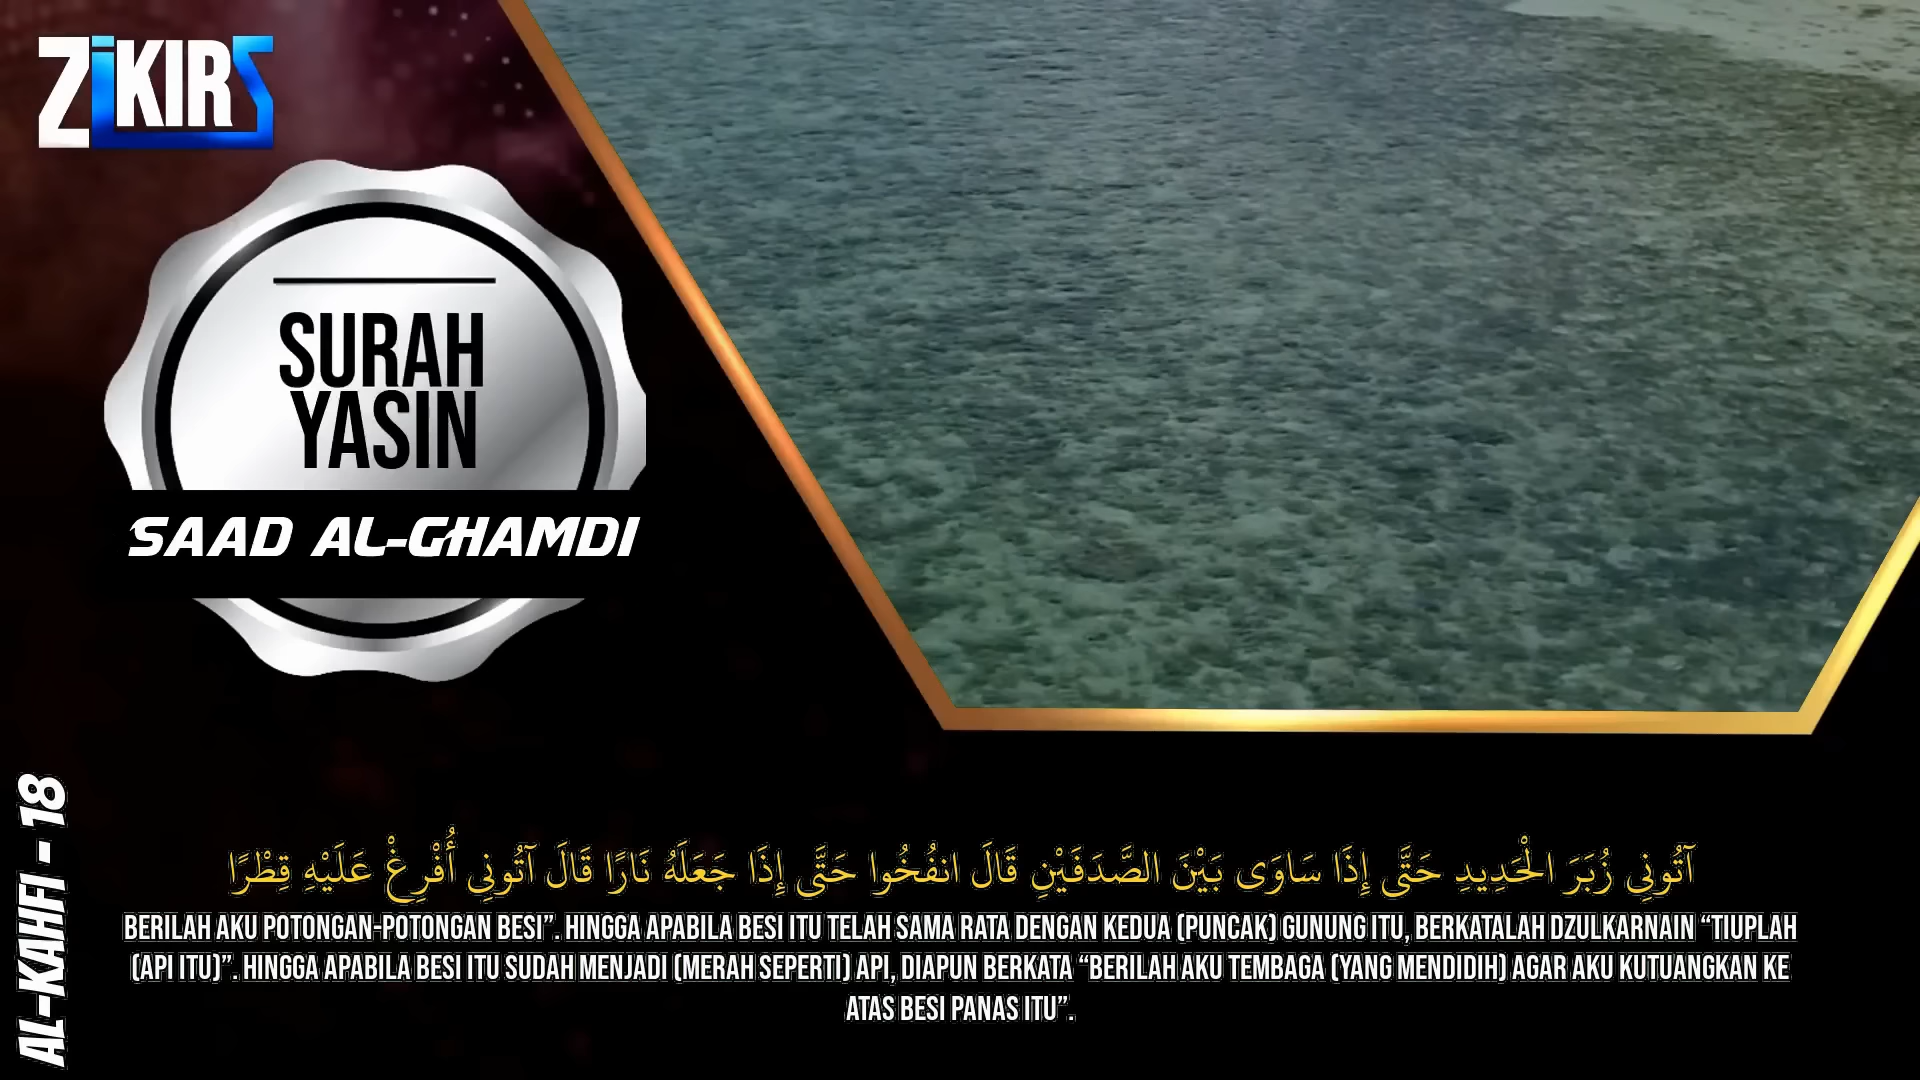 ZIKIRS
SURAH
YASIN
SAAD AL-GHAMDI
AL-KAHFI - 18
آتُونِي زُبَرَ الْحَدِيدِ حَتَّى إِذَا سَاوَى بَيْنَ الصَّدَفَيْنِ قَالَ انفُخُوا حَتَّى إِذَا جَعَلَهُ نَارًا قَالَ آتُونِي أُفْرِغْ عَلَيْهِ قِطْرًا
BERILAH AKU POTONGAN-POTONGAN BESI”. HINGGA APABILA BESI ITU TELAH SAMA RATA DENGAN KEDUA (PUNCAK) GUNUNG ITU, BERKATALAH DZULKARNAIN “TIUPLAH
(API ITU)”. HINGGA APABILA BESI ITU SUDAH MENJADI (MERAH SEPERTI) API, DIAPUN BERKATA “BERILAH AKU TEMBAGA (YANG MENDIDIH) AGAR AKU KUTUANGKAN KE
ATAS BESI PANAS ITU”.